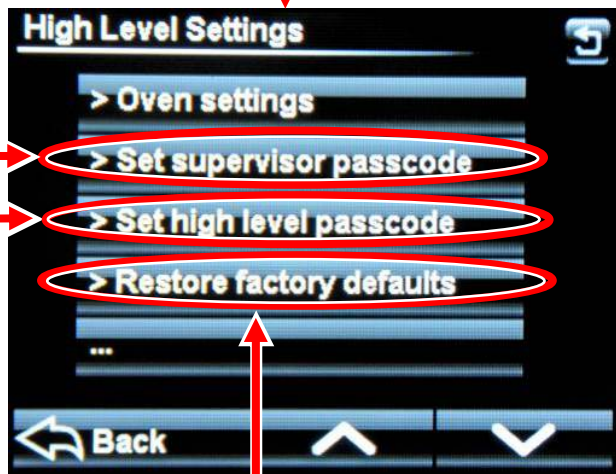 High Level Settings
> Oven settings
> Set supervisor passcode
> Set high level passcode
> Restore factory defaults
...
Back